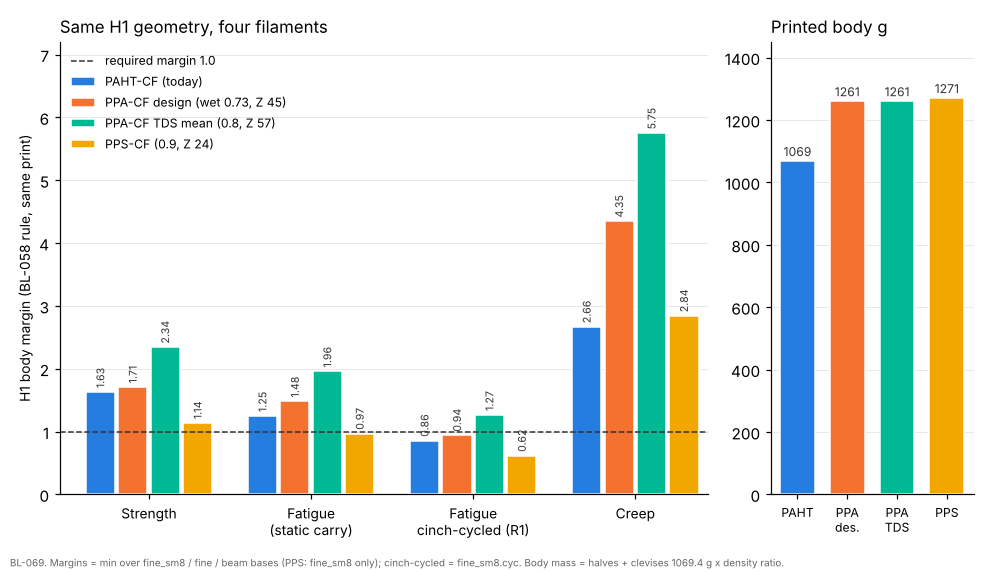 Same H1 geometry, four filaments
H1 body margin (BL-058 rule, same print)
7
6
5
4
3
2
1
0
required margin 1.0
PAHT-CF (today)
PPA-CF design (wet 0.73, Z 45)
PPA-CF TDS mean (0.8, Z 57)
PPS-CF (0.9, Z 24)
1.63
1.71
2.34
1.14
1.25
1.48
1.96
0.97
0.86
0.94
1.27
0.62
2.66
4.35
5.75
2.84
Strength
Fatigue
(static carry)
Fatigue
cinch-cycled (R1)
Creep
Printed body g
1400
1200
1000
800
600
400
200
0
1069
1261
1261
1271
PAHT
PPA
des.
PPA
TDS
PPS
BL-069. Margins = min over fine_sm8 / fine / beam bases (PPS: fine_sm8 only); cinch-cycled = fine_sm8.cyc. Body mass = halves + clevises 1069.4 g x density ratio.